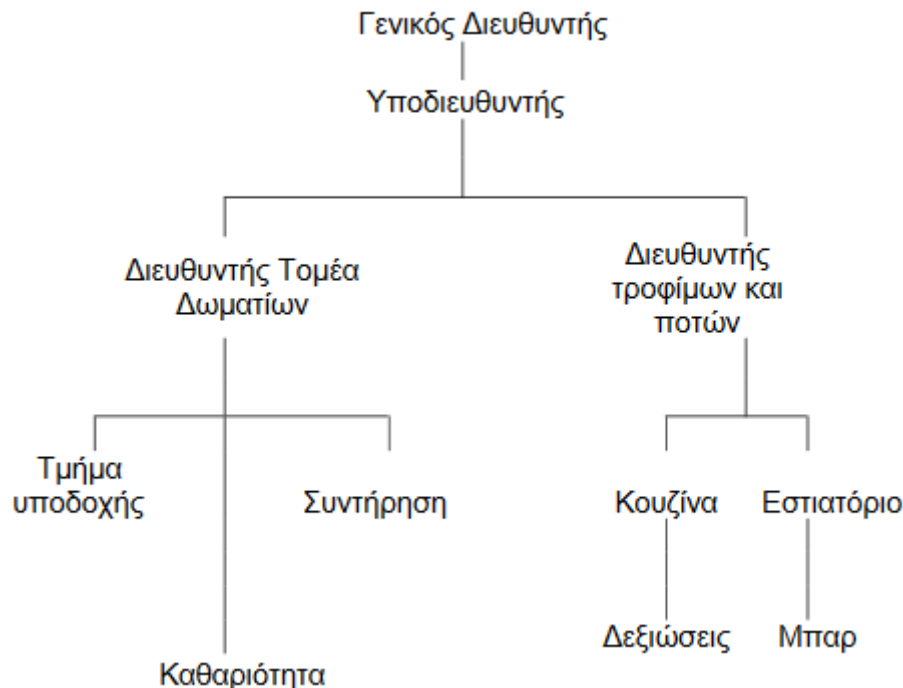 Γενικός Διευθυντής
Υποδιευθυντής
Διευθυντής Τομέα
Δωματίων
Διευθυντής
τροφίμων και
ποτών
Τμήμα
υποδοχής
Συντήρηση
Κουζίνα
Εστιατόριο
Δεξιώσεις
Μπαρ
Καθαριότητα